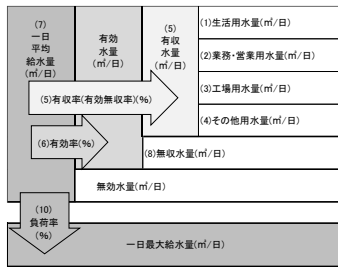 (7)
一日
平均
給水量
(㎥/日)
有効
水量
(㎥/日)
(5)
有収
水量
(㎥/日)
(1)生活用水量(㎥/日)
(2)業務・営業用水量(㎥/日)
(3)工場用水量(㎥/日)
(4)その他用水量(㎥/日)
(5)有収率(有効無収率)(%)
(6)有効率(%)
(8)無収水量(㎥/日)
無効水量(㎥/日)
(10)
負荷率
(%)
一日最大給水量(㎥/日)